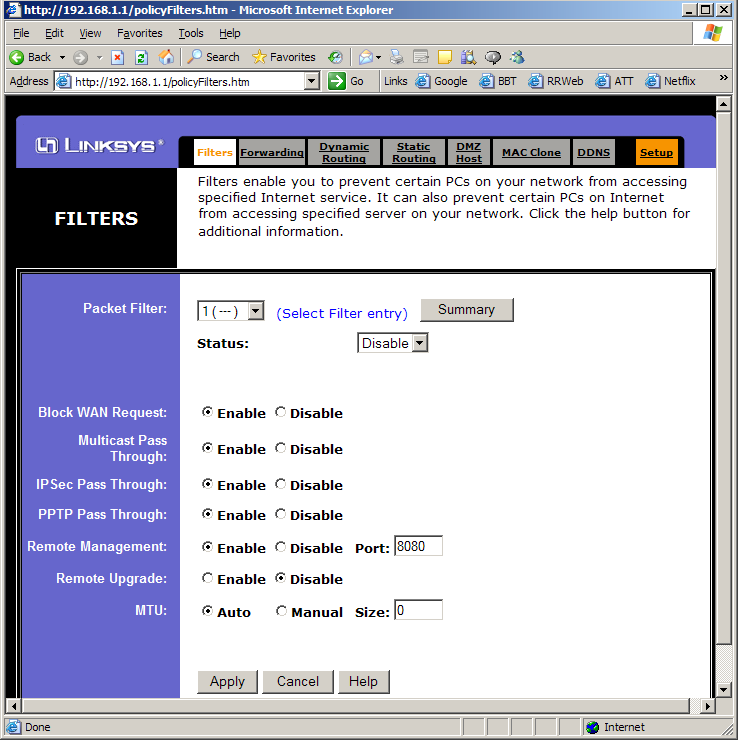 http://192.168.1.1/policyFilters.htm - Microsoft Internet Explorer
File Edit View Favorites Tools Help
Back Search Favorites
Address http://192.168.1.1/policyFilters.htm Go Links Google BBT RRWeb ATT Netflix »
LINKSYS® Filters Forwarding Dynamic Routing Static Routing DMZ Host MAC Clone DDNS Setup
FILTERS
Filters enable you to prevent certain PCs on your network from accessing
specified Internet service. It can also prevent certain PCs on Internet
from accessing specified server on your network. Click the help button for
additional information.
Packet Filter: 1 ( --- ) (Select Filter entry) Summary
Status: Disable
Block WAN Request: Enable Disable
Multicast Pass
Through: Enable Disable
IPSec Pass Through: Enable Disable
PPTP Pass Through: Enable Disable
Remote Management: Enable Disable Port: 8080
Remote Upgrade: Enable Disable
MTU: Auto Manual Size: 0
Apply Cancel Help
Done Internet